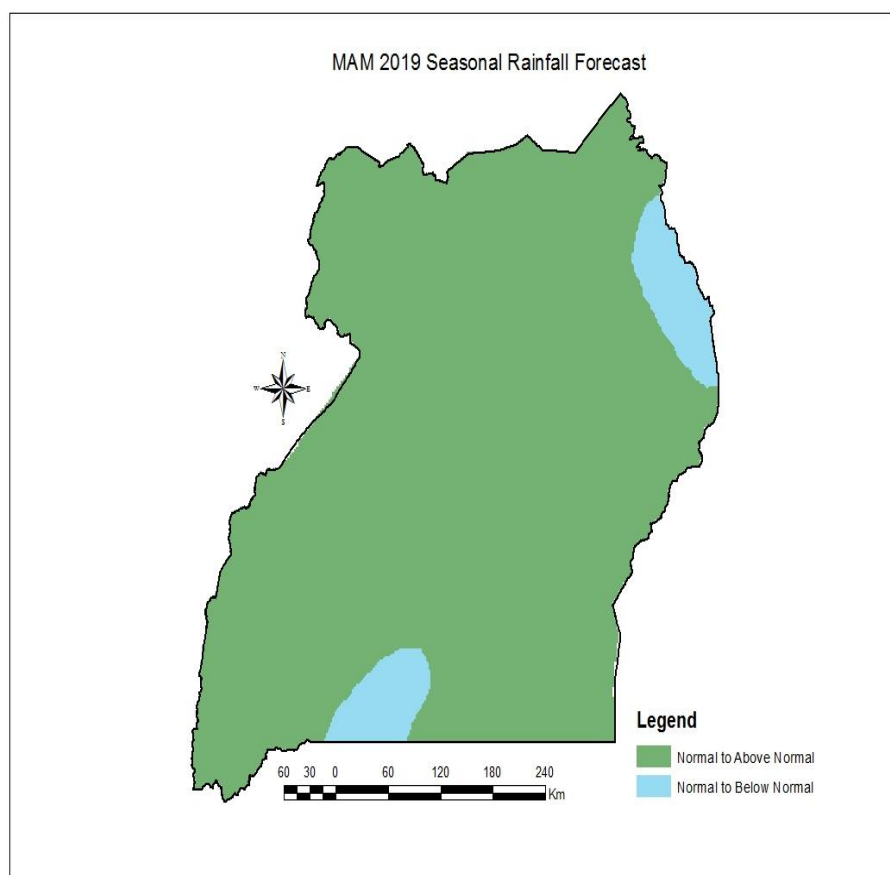 MAM 2019 Seasonal Rainfall Forecast
N
W E
S
Legend
Normal to Above Normal
Normal to Below Normal
60 30 0 60 120 180 240
Km